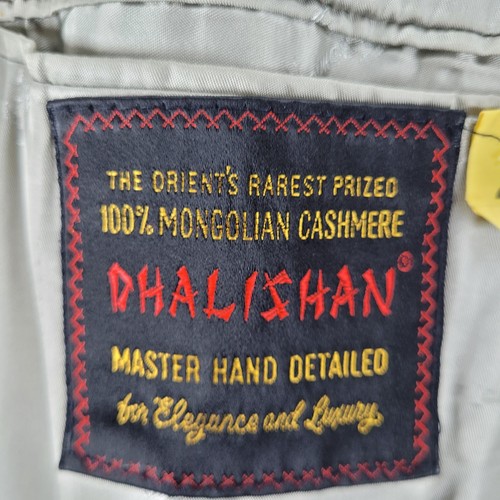 THE ORIENT'S RAREST PRIZED
100% MONGOLIAN CASHMERE
DHALISHAN®
MASTER HAND DETAILED
for Elegance and Luxury